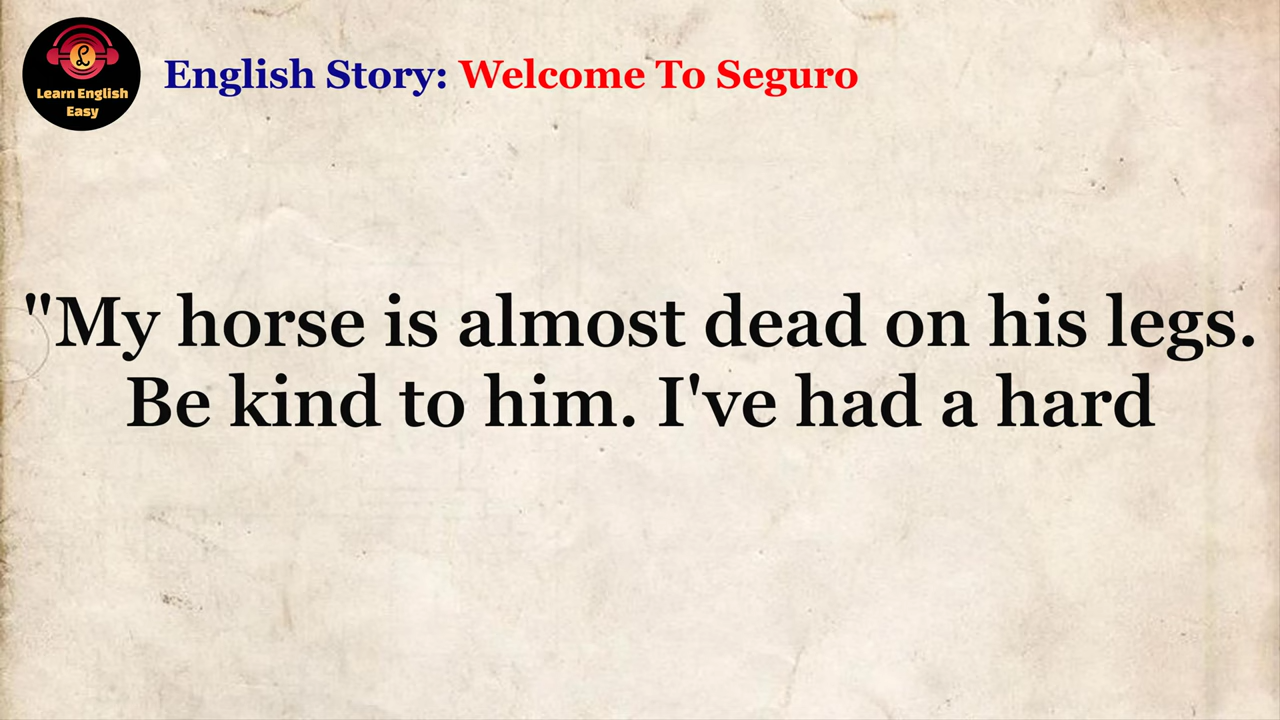 Learn English
Easy
English Story: Welcome To Seguro
"My horse is almost dead on his legs.
Be kind to him. I've had a hard